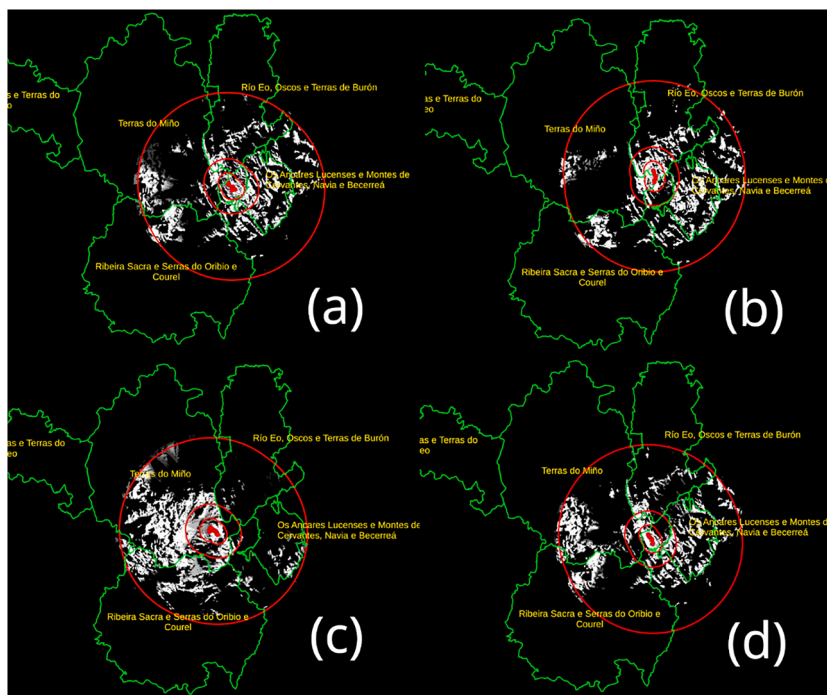 Río Eo, Oscos e Terras de Burón
s e Terras do
o
Terras do Miño
Os Ancares Lucenses e Montes de
Cervantes, Navia e Becerreá
Ribeira Sacra e Serras do Oribio e
Courel
(a)
Río Eo, Oscos e Terras de Burón
as e Terras do
eo
Terras do Miño
Os Ancares Lucenses e Montes de
Cervantes, Navia e Becerreá
Ribeira Sacra e Serras do Oribio e
Courel
(b)
Río Eo, Oscos e Terras de Burón
as e Terras do
eo
Terras do Miño
Os Ancares Lucenses e Montes de
Cervantes, Navia e Becerreá
Ribeira Sacra e Serras do Oribio e
Courel
(c)
Río Eo, Oscos e Terras de Burón
as e Terras do
eo
Terras do Miño
Os Ancares Lucenses e Montes d
Cervantes, Navia e Becerreá
Ribeira Sacra e Serras do Oribio e
Courel
(d)